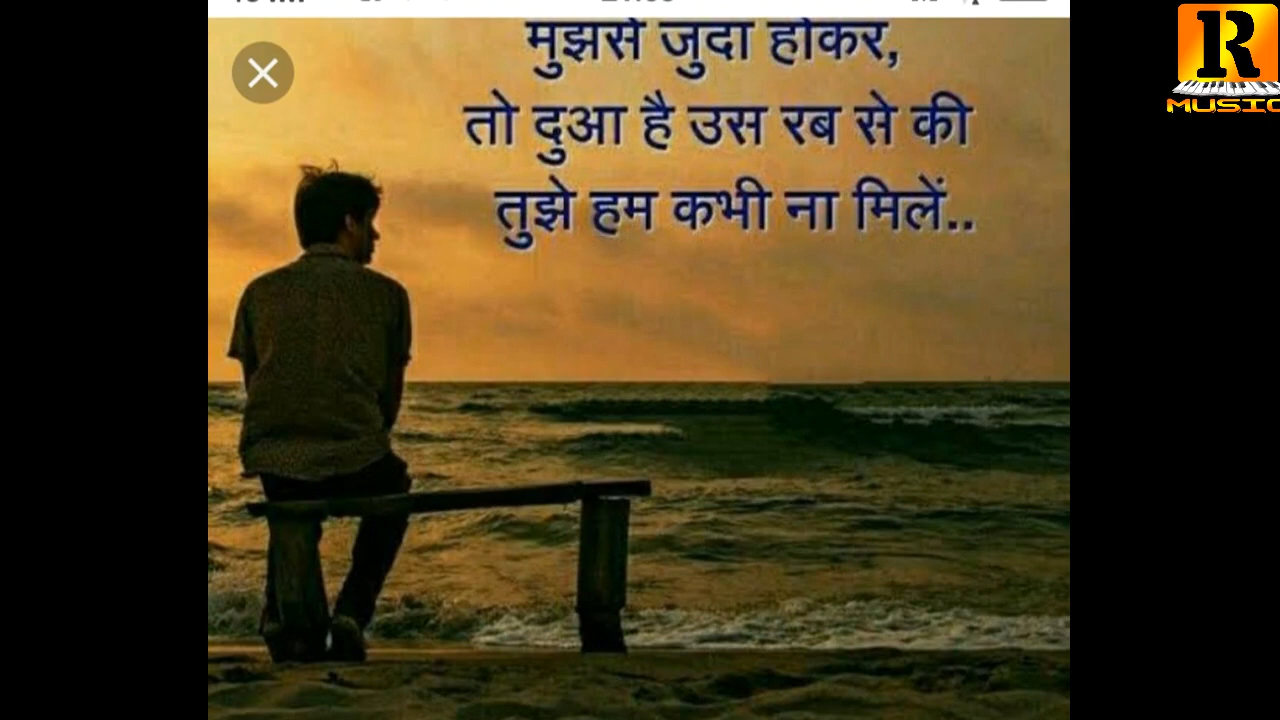 मुझसे जुदा होकर,
तो दुआ है उस रब से की
तुझे हम कभी ना मिलें..
R
MUSIC